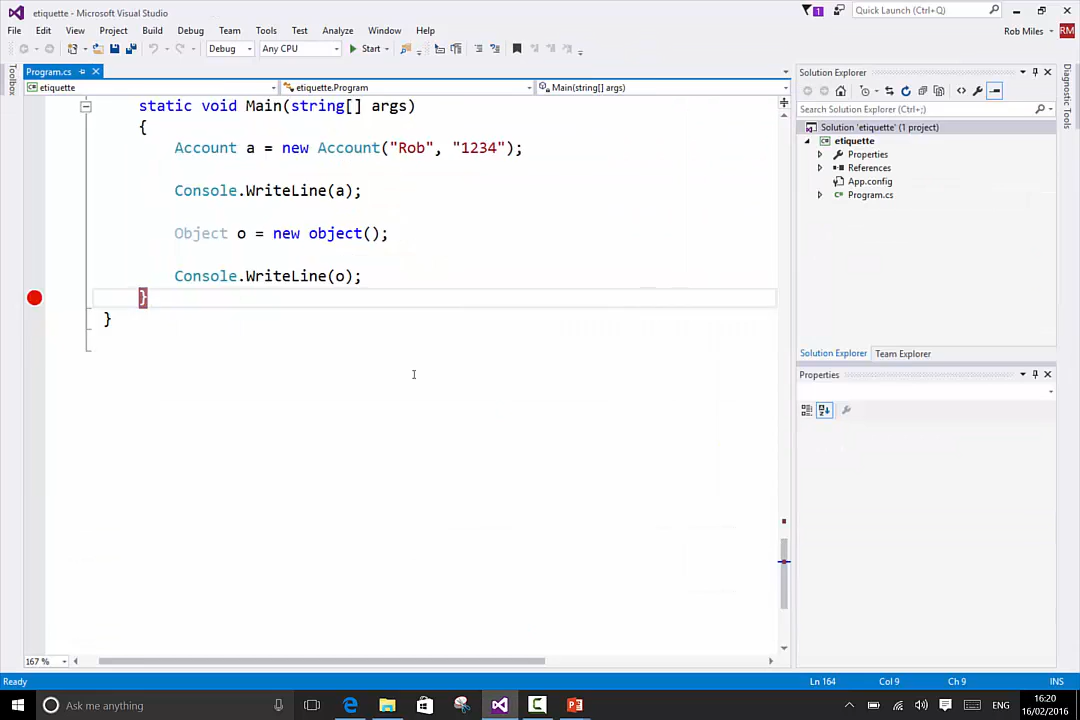 etiquette - Microsoft Visual Studio
1
Quick Launch (Ctrl+Q)
File Edit View Project Build Debug Team Tools Test Analyze Window Help
Rob Miles
RM
Debug
Any CPU
Start
Toolbox
Program.cs
etiquette
etiquette.Program
Main(string[] args)
static void Main(string[] args)
{
Account a = new Account("Rob", "1234");
Console.WriteLine(a);
Object o = new object();
Console.WriteLine(o);
}
}
167 %
Solution Explorer
Search Solution Explorer (Ctrl+;)
Solution 'etiquette' (1 project)
etiquette
Properties
References
App.config
Program.cs
Solution Explorer Team Explorer
Properties
Diagnostic Tools
Ready
Ln 164
Col 9
Ch 9
INS
Ask me anything
ENG
16:20
16/02/2016